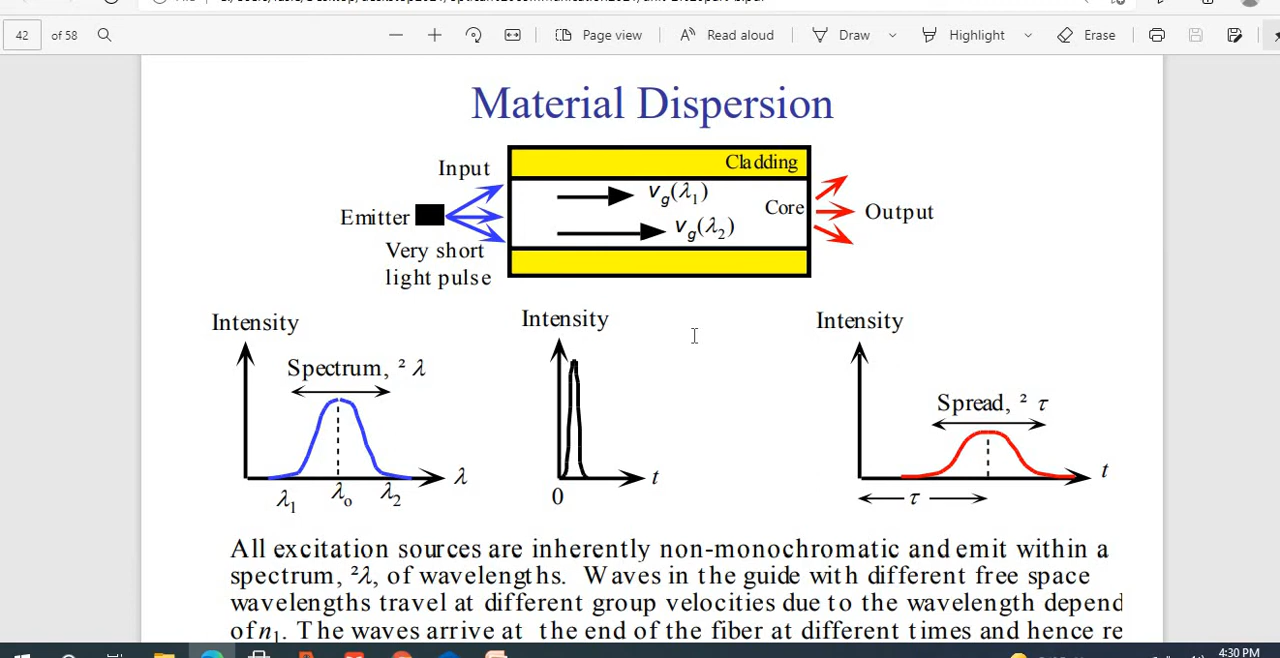 42 of 58
Page view
Read aloud
Draw
Highlight
Erase
Material Dispersion
Cladding
Input
vg(λ1)
Core
Emitter
vg(λ2)
Output
Very short
light pulse
Intensity
Spectrum, ² λ
λ
λ1 λo λ2
Intensity
t
0
Intensity
Spread, ² τ
t
τ
All excitation sources are inherently non-monochromatic and emit within a
spectrum, ²λ, of wavelengths. Waves in the guide with different free space
wavelengths travel at different group velocities due to the wavelength depend
of n1. The waves arrive at the end of the fiber at different times and hence re
4:30 PM